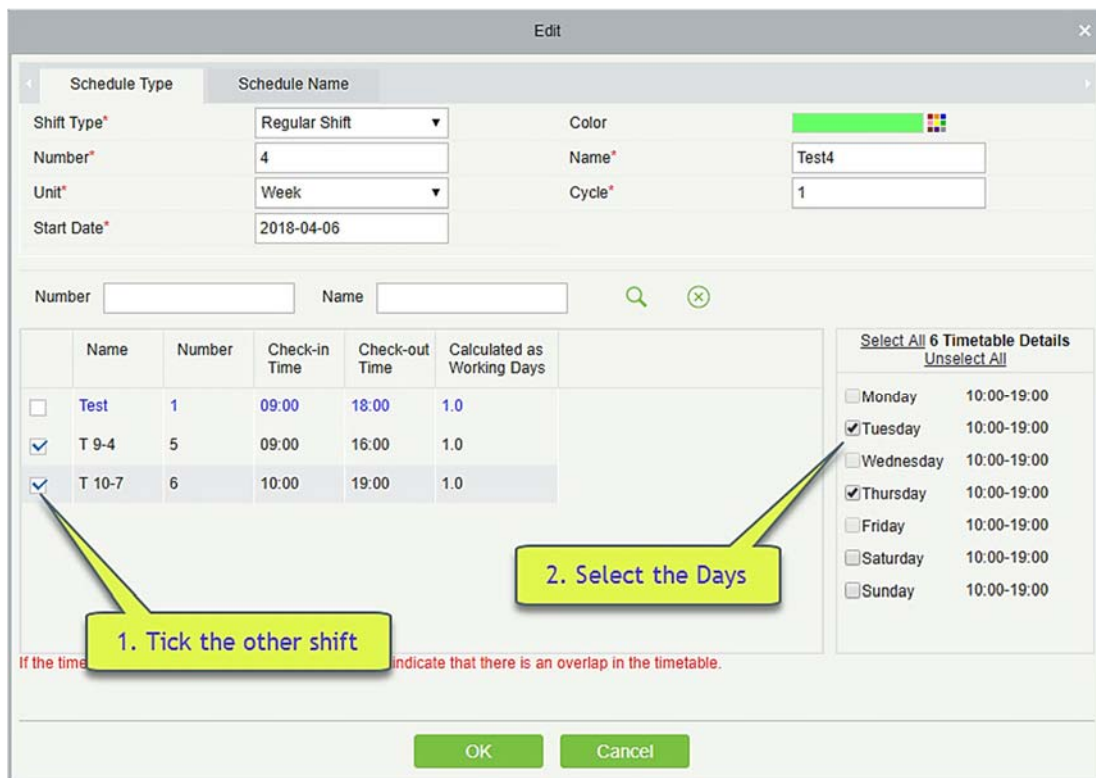 Edit
Schedule Type Schedule Name
Shift Type* Regular Shift Color
Number* 4 Name* Test4
Unit* Week Cycle* 1
Start Date* 2018-04-06
Number Name
Name Number Check-in Time Check-out Time Calculated as Working Days
Test 1 09:00 18:00 1.0
T 9-4 5 09:00 16:00 1.0
T 10-7 6 10:00 19:00 1.0
Select All 6 Timetable Details
Unselect All
Monday 10:00-19:00
Tuesday 10:00-19:00
Wednesday 10:00-19:00
Thursday 10:00-19:00
Friday 10:00-19:00
Saturday 10:00-19:00
Sunday 10:00-19:00
2. Select the Days
1. Tick the other shift
If the time indicate that there is an overlap in the timetable.
OK Cancel